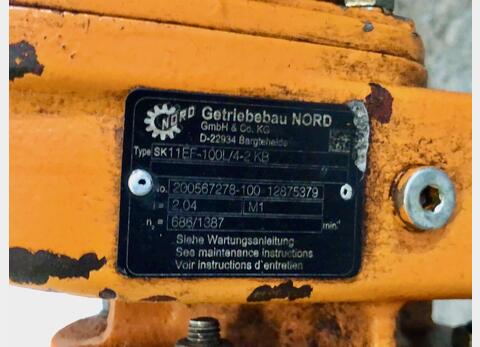 NORD Getriebebau NORD
GmbH & Co. KG
D-22934 Bargteheide
Type SK11EF-100L/4-2 KB
No. 200567278-100 12875379
i = 2,04 M1
n₂ = 686/1387 min⁻¹
Siehe Wartungsanleitung
See maintenance instructions
Voir instructions d'entretien